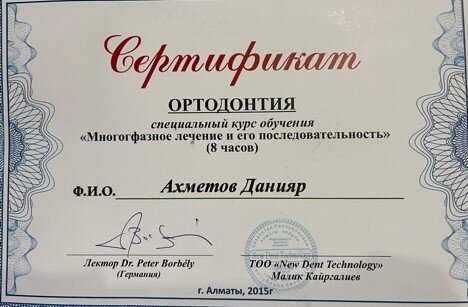 Сертификат
ОРТОДОНТИЯ
специальный курс обучения
«Многогфазное лечение и его последовательность»
(8 часов)
Ф.И.О. Ахметов Данияр
Лектор Dr. Peter Borbély
(Германия)
ТОО «New Dent Technology»
Малик Кайргалиев
г. Алматы, 2015г